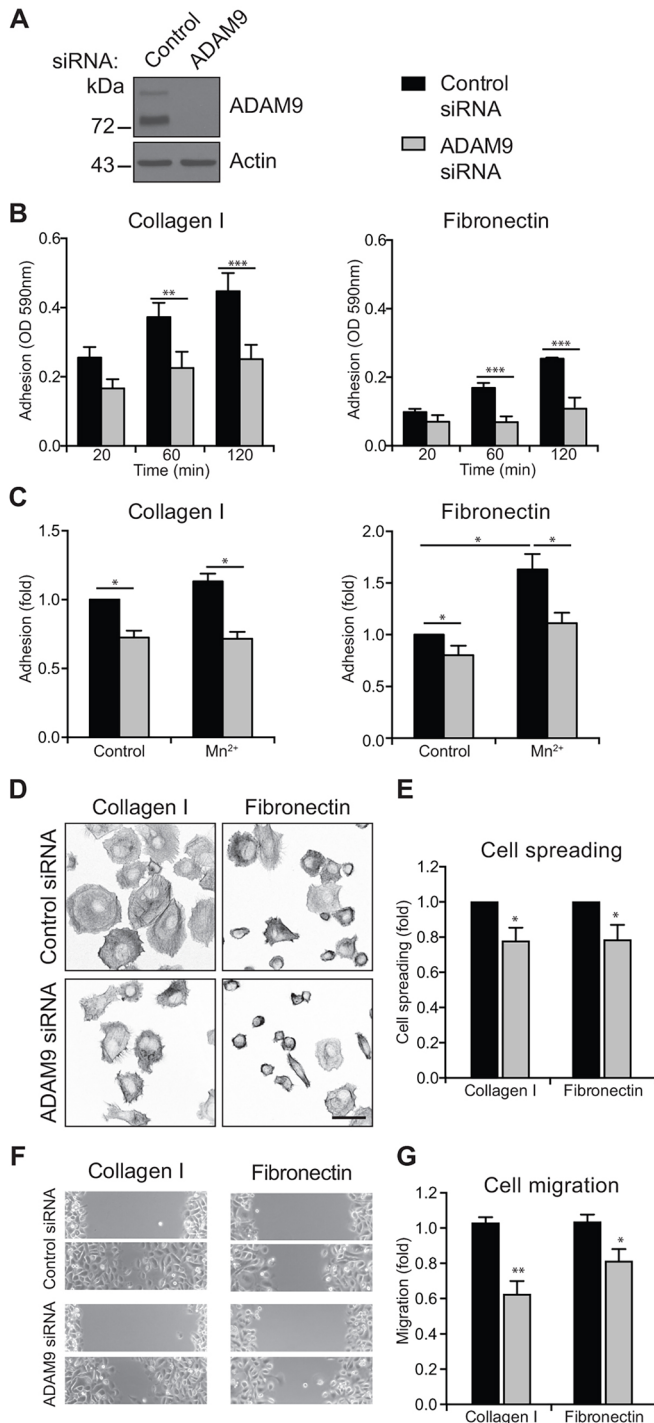 A
siRNA:
Control
ADAM9
kDa
72
ADAM9
43
Actin
Control
siRNA
ADAM9
siRNA
B
Collagen I
Adhesion (OD 590nm)
0.6
0.4
0.2
0.0
**
***
20
60
120
Time (min)
Fibronectin
Adhesion (OD 590nm)
0.6
0.4
0.2
0.0
***
***
20
60
120
Time (min)
C
Collagen I
Adhesion (fold)
1.5
1.0
0.5
0.0
*
*
Control
Mn²⁺
Fibronectin
Adhesion (fold)
2.0
1.5
1.0
0.5
0.0
*
*
*
Control
Mn²⁺
D
Collagen I
Fibronectin
Control siRNA
ADAM9 siRNA
E
Cell spreading
Cell spreading (fold)
1.2
1.0
0.8
0.6
0.4
0.2
0.0
*
*
Collagen I
Fibronectin
F
Collagen I
Fibronectin
Control siRNA
ADAM9 siRNA
G
Cell migration
Migration (fold)
1.2
1.0
0.8
0.6
0.4
0.2
0.0
**
*
Collagen I
Fibronectin